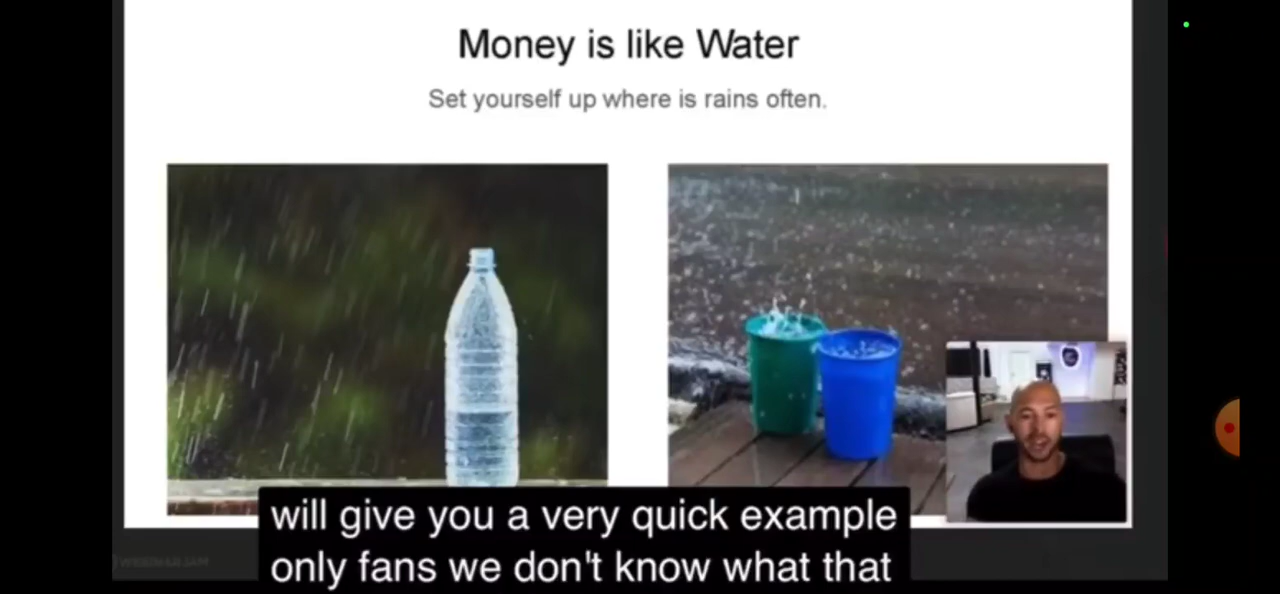 Money is like Water
Set yourself up where is rains often.
will give you a very quick example
only fans we don't know what that
WEBINARJAM